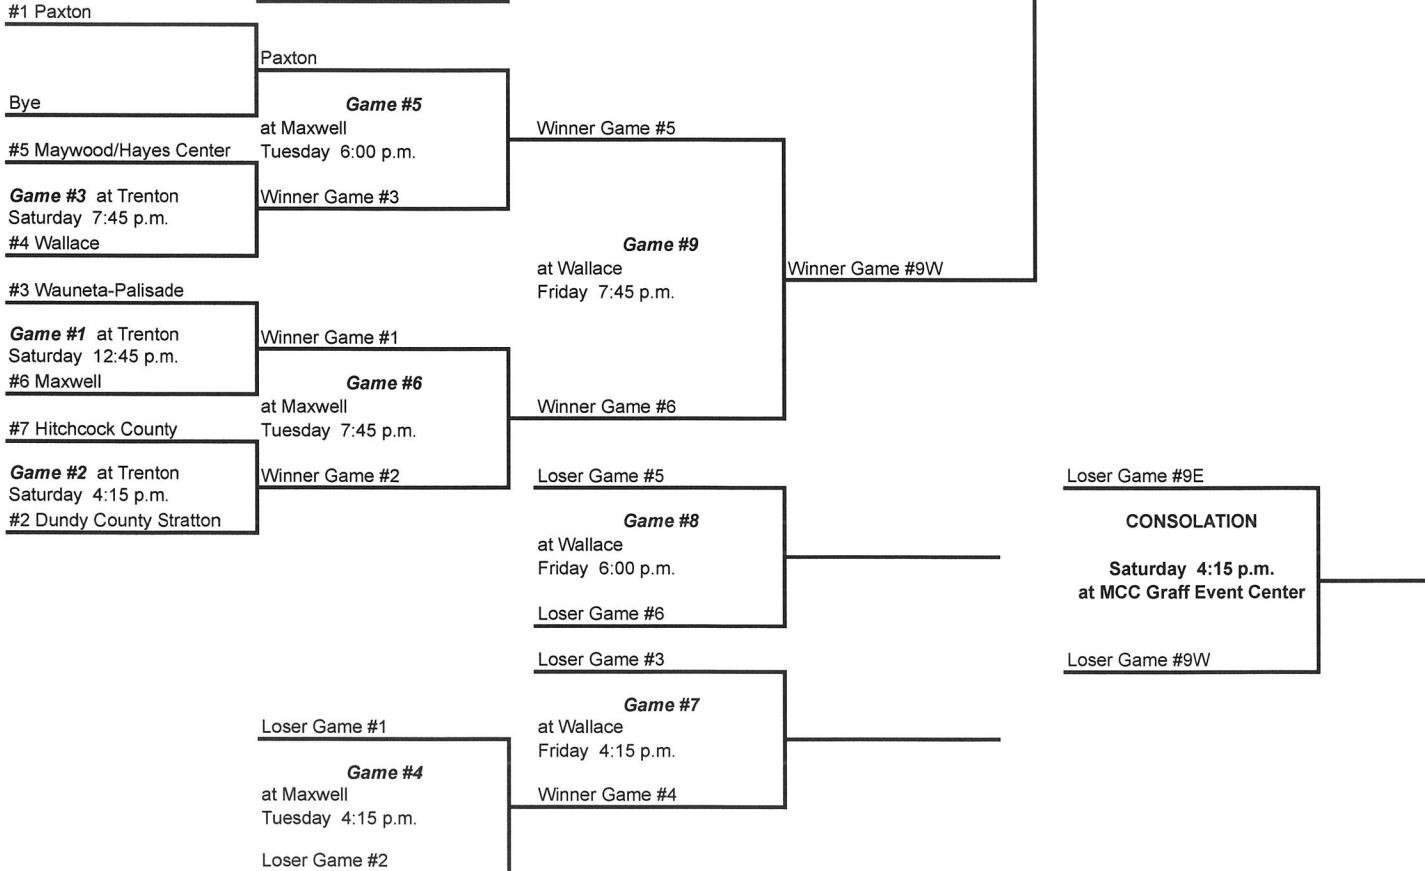 #1 Paxton
Bye
Paxton
Game #5
at Maxwell
Tuesday 6:00 p.m.
#5 Maywood/Hayes Center
Game #3 at Trenton
Saturday 7:45 p.m.
#4 Wallace
Winner Game #3
#3 Wauneta-Palisade
Game #1 at Trenton
Saturday 12:45 p.m.
#6 Maxwell
Winner Game #1
Game #6
at Maxwell
Tuesday 7:45 p.m.
#7 Hitchcock County
Game #2 at Trenton
Saturday 4:15 p.m.
#2 Dundy County Stratton
Winner Game #2
Winner Game #5
Game #9
at Wallace
Friday 7:45 p.m.
Winner Game #6
Winner Game #9W
Loser Game #5
Game #8
at Wallace
Friday 6:00 p.m.
Loser Game #6
Loser Game #3
Game #7
at Wallace
Friday 4:15 p.m.
Winner Game #4
Loser Game #1
Game #4
at Maxwell
Tuesday 4:15 p.m.
Loser Game #2
Loser Game #9E
CONSOLATION
Saturday 4:15 p.m.
at MCC Graff Event Center
Loser Game #9W